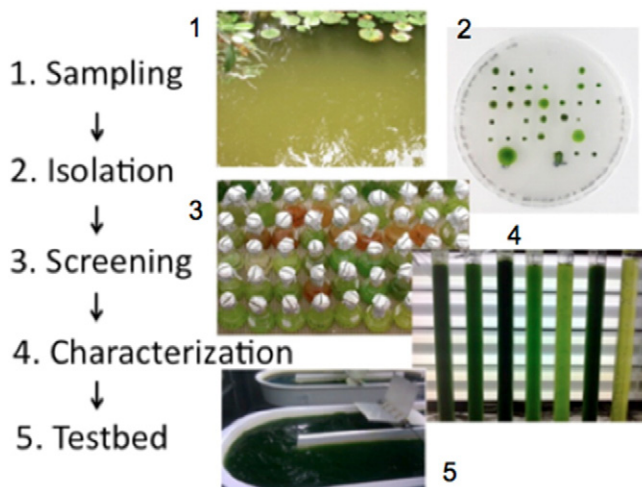 1. Sampling
2. Isolation
3. Screening
4. Characterization
5. Testbed
1
2
3
4
5